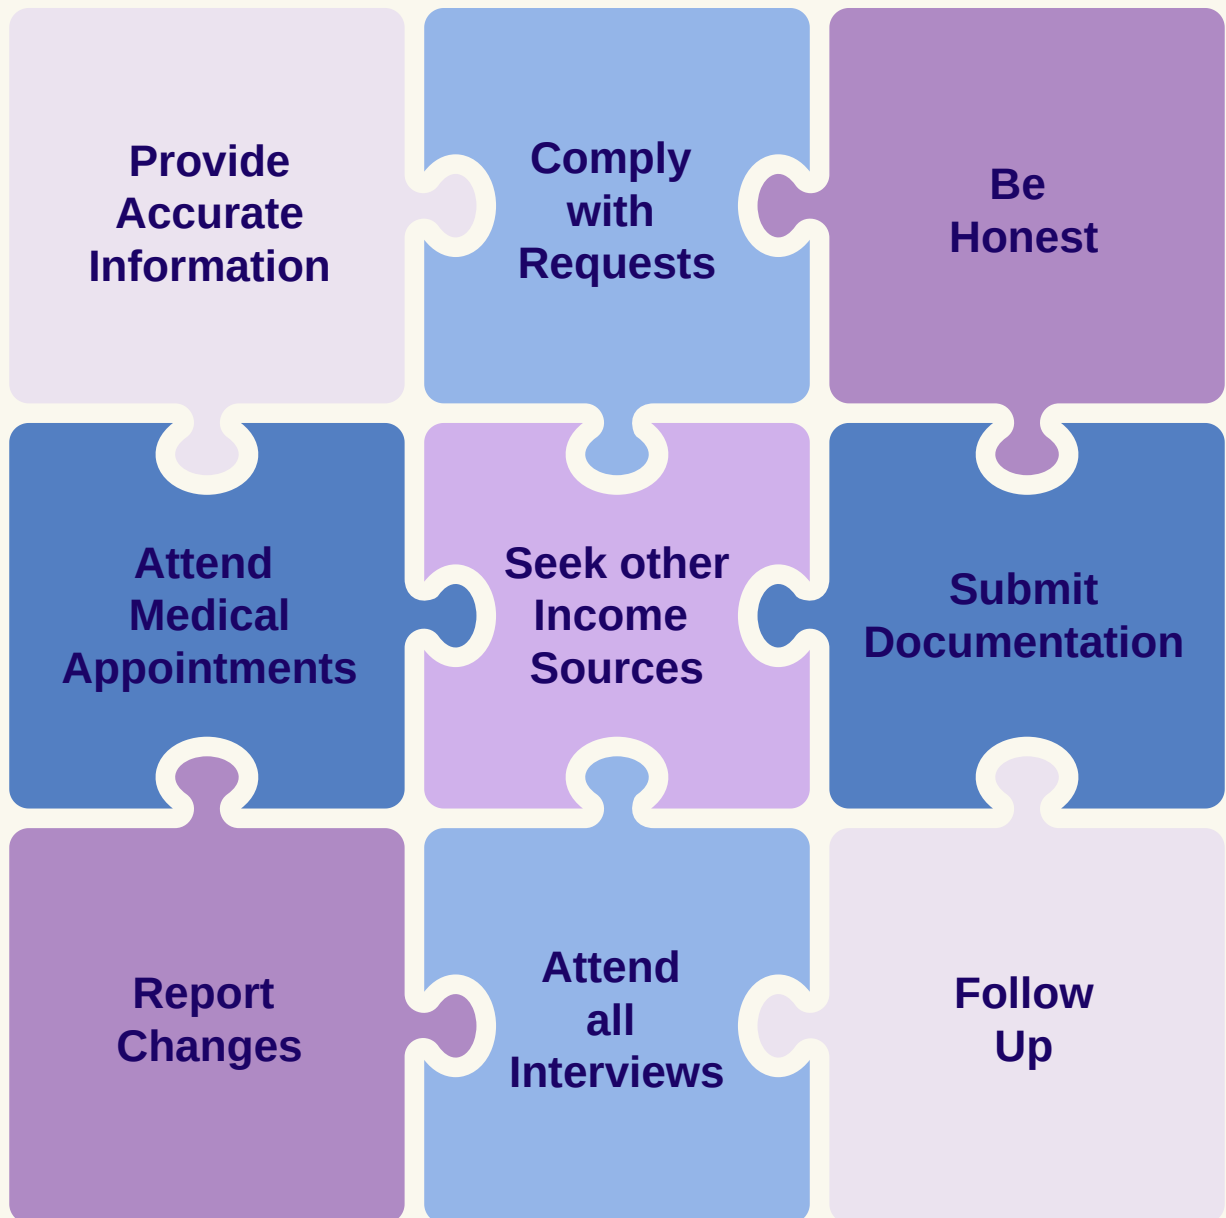 Provide
Accurate
Information
Comply
with
Requests
Be
Honest
Attend
Medical
Appointments
Seek other
Income
Sources
Submit
Documentation
Report
Changes
Attend
all
Interviews
Follow
Up